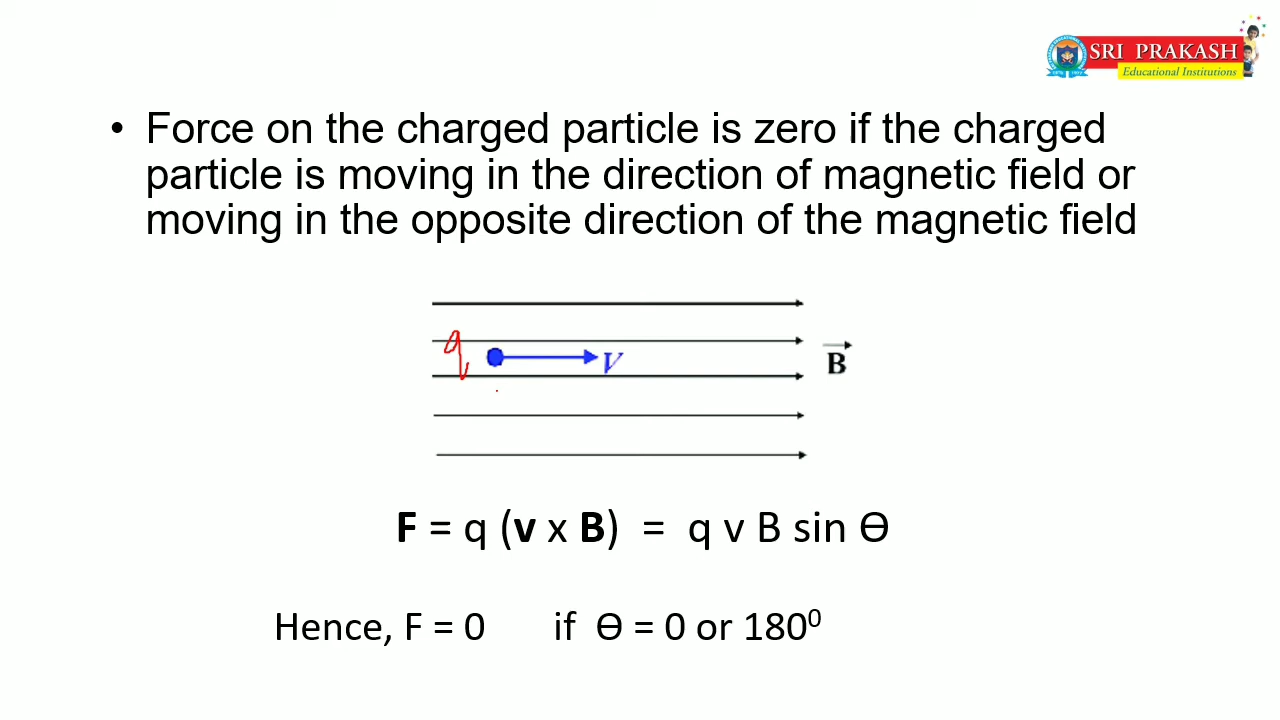 SRI PRAKASH
Educational Institutions
• Force on the charged particle is zero if the charged
particle is moving in the direction of magnetic field or
moving in the opposite direction of the magnetic field
q
V
B
F = q (v x B) = q v B sin Ө
Hence, F = 0 if Ө = 0 or 180⁰